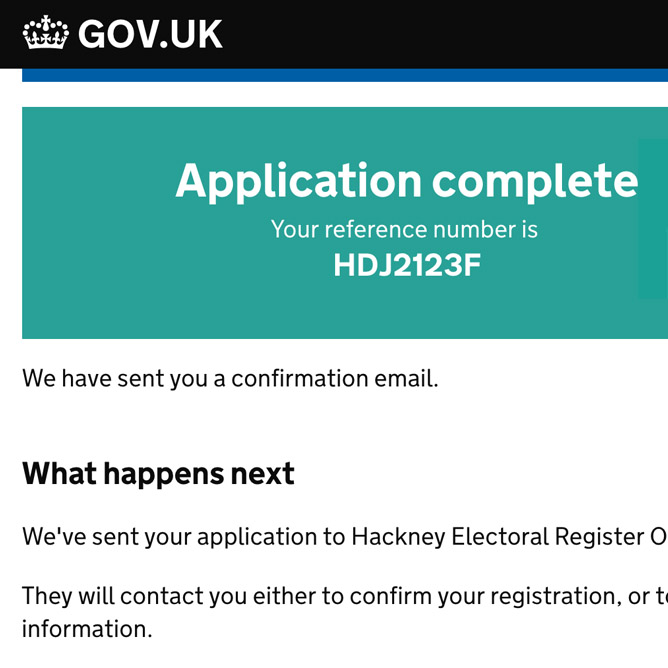 GOV.UK
Application complete
Your reference number is
HDJ2123F
We have sent you a confirmation email.
What happens next
We've sent your application to Hackney Electoral Register O
They will contact you either to confirm your registration, or to
information.